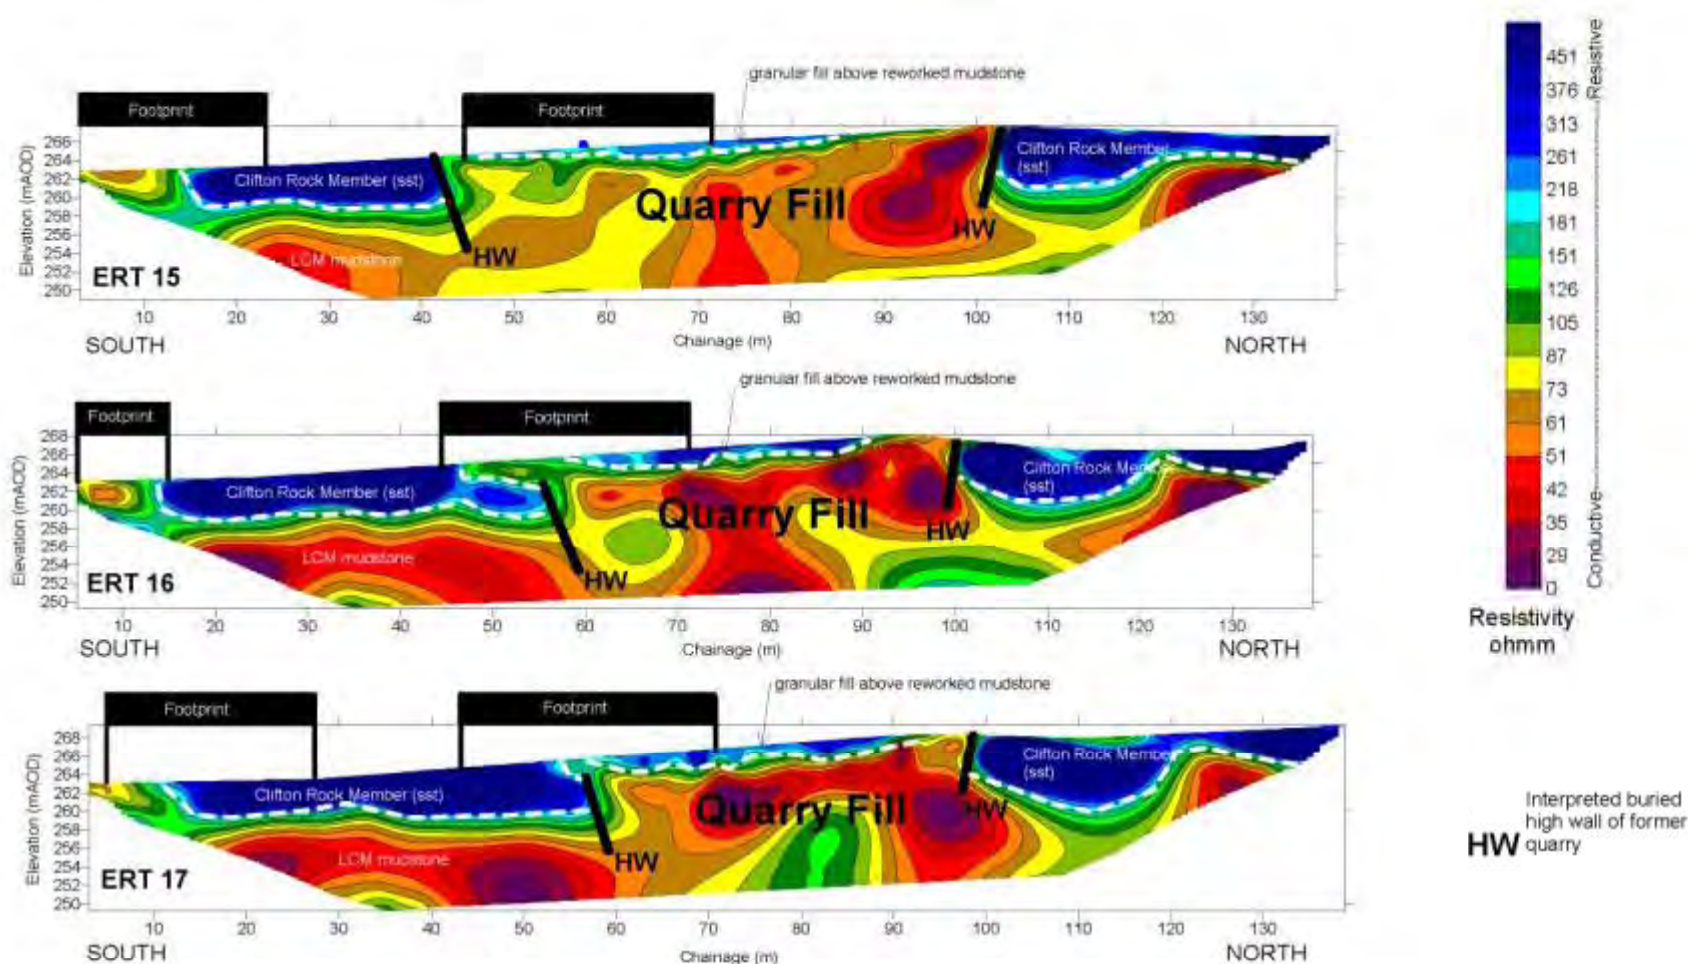 granular fill above reworked mudstone
Footprint
Footprint
266
264
262
260
258
256
254
252
250
Elevation (mAOD)
Clifton Rock Member (sst)
Quarry Fill
Clifton Rock Member
(sst)
HW
HW
LCM mudstone
ERT 15
10
20
30
40
50
60
70
80
90
100
110
120
130
SOUTH
Chainage (m)
NORTH
granular fill above reworked mudstone
Footprint
Footprint
268
266
264
262
260
258
256
254
252
250
Elevation (mAOD)
Clifton Rock Member (sst)
Quarry Fill
Clifton Rock Member
(sst)
HW
HW
LCM mudstone
ERT 16
10
20
30
40
50
60
70
80
90
100
110
120
130
SOUTH
Chainage (m)
NORTH
granular fill above reworked mudstone
Footprint
Footprint
268
266
264
262
260
258
256
254
252
250
Elevation (mAOD)
Clifton Rock Member (sst)
Quarry Fill
Clifton Rock Member
(sst)
HW
HW
LCM mudstone
ERT 17
10
20
30
40
50
60
70
80
90
100
110
120
130
SOUTH
Chainage (m)
NORTH
451
376
313
261
218
181
151
126
105
87
73
61
51
42
35
29
0
Resistive
Conductive
Resistivity
ohmm
HW
Interpreted buried
high wall of former
quarry